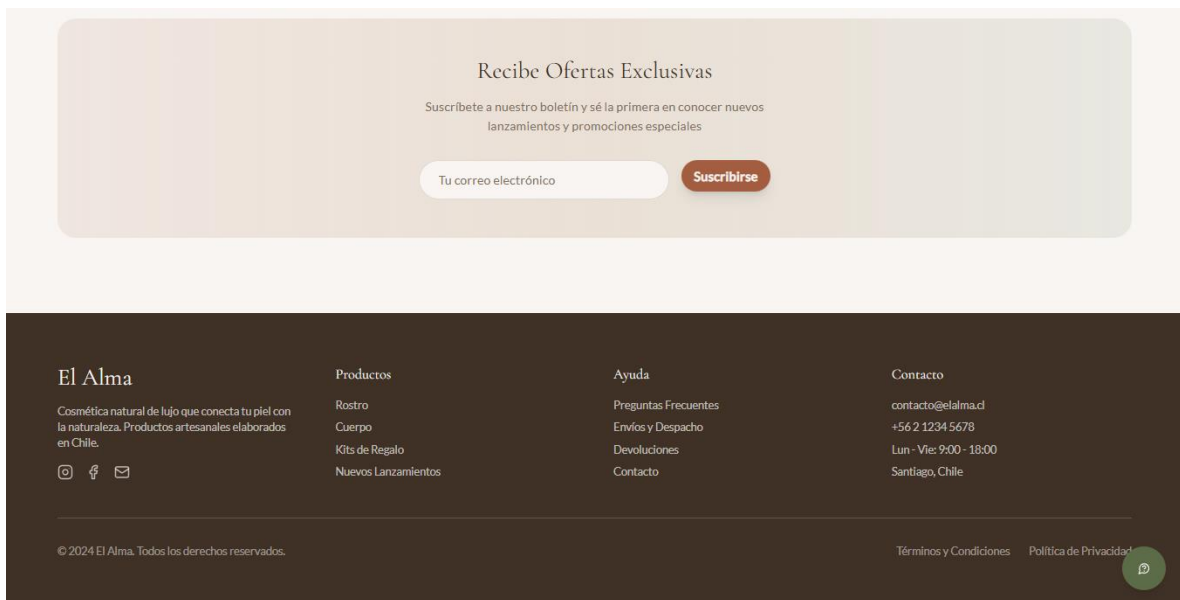 Recibe Ofertas Exclusivas
Suscríbete a nuestro boletín y sé la primera en conocer nuevos
lanzamientos y promociones especiales
Tu correo electrónico
Suscribirse
El Alma
Cosmética natural de lujo que conecta tu piel con
la naturaleza. Productos artesanales elaborados
en Chile.
Productos
Rostro
Cuerpo
Kits de Regalo
Nuevos Lanzamientos
Ayuda
Preguntas Frecuentes
Envíos y Despacho
Devoluciones
Contacto
Contacto
contacto@elalma.cl
+56 2 1234 5678
Lun - Vie: 9:00 - 18:00
Santiago, Chile
© 2024 El Alma. Todos los derechos reservados.
Términos y Condiciones
Política de Privacidad